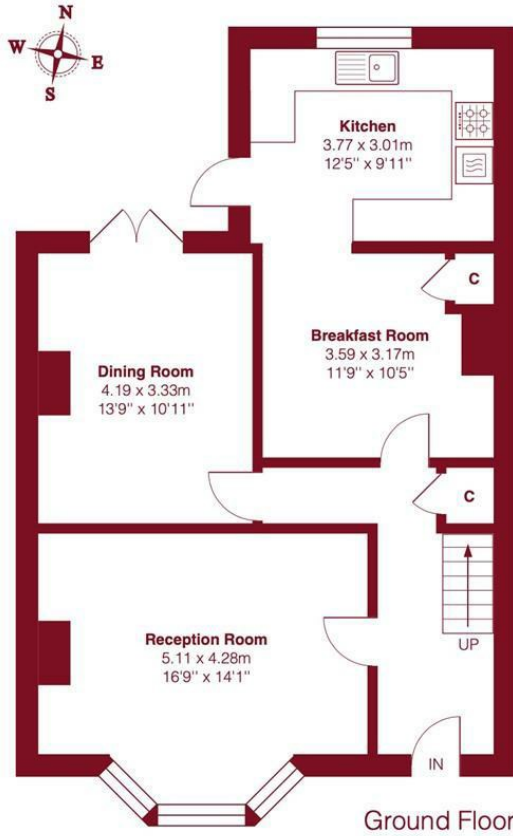 N
W
E
S
Kitchen
3.77 x 3.01m
12'5" x 9'11"
C
Breakfast Room
3.59 x 3.17m
11'9" x 10'5"
Dining Room
4.19 x 3.33m
13'9" x 10'11"
C
Reception Room
5.11 x 4.28m
16'9" x 14'1"
UP
IN
Ground Floor